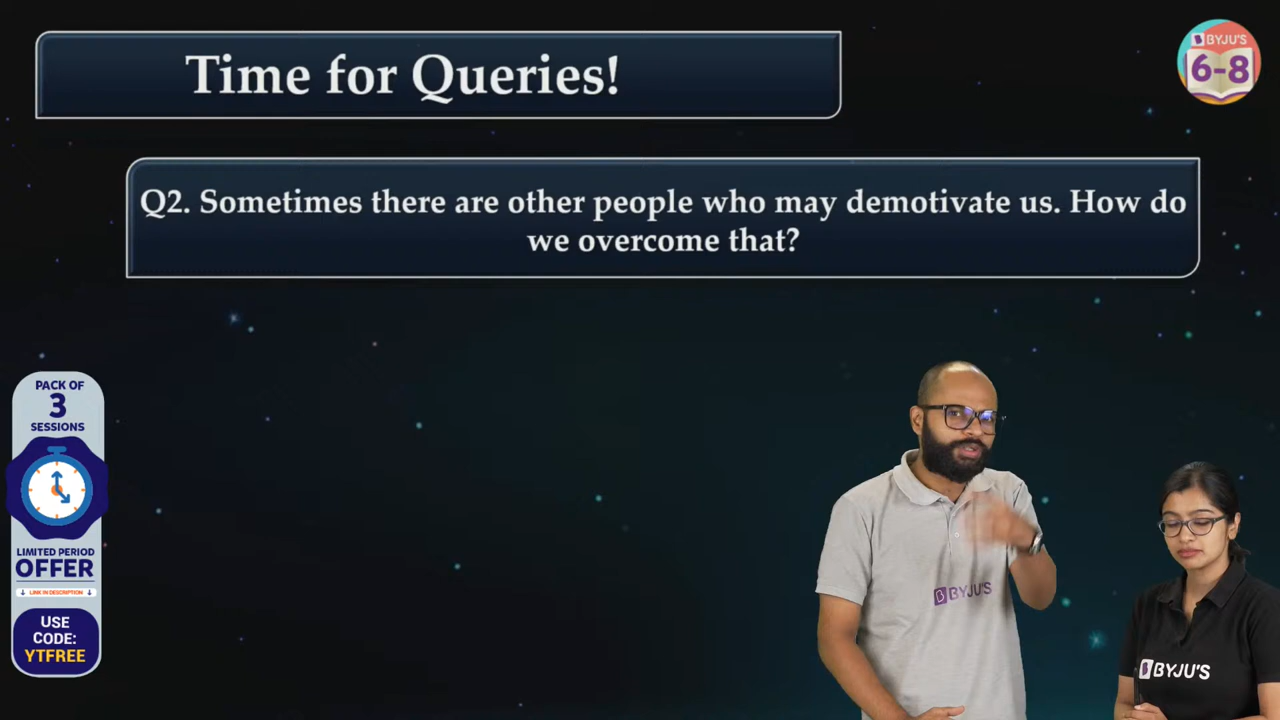 Time for Queries!
BYJU'S
6-8
Q2. Sometimes there are other people who may demotivate us. How do
we overcome that?
PACK OF
3
SESSIONS
LIMITED PERIOD
OFFER
LINK IN DESCRIPTION
USE
CODE:
YTFREE
BYJU'S
BYJU'S